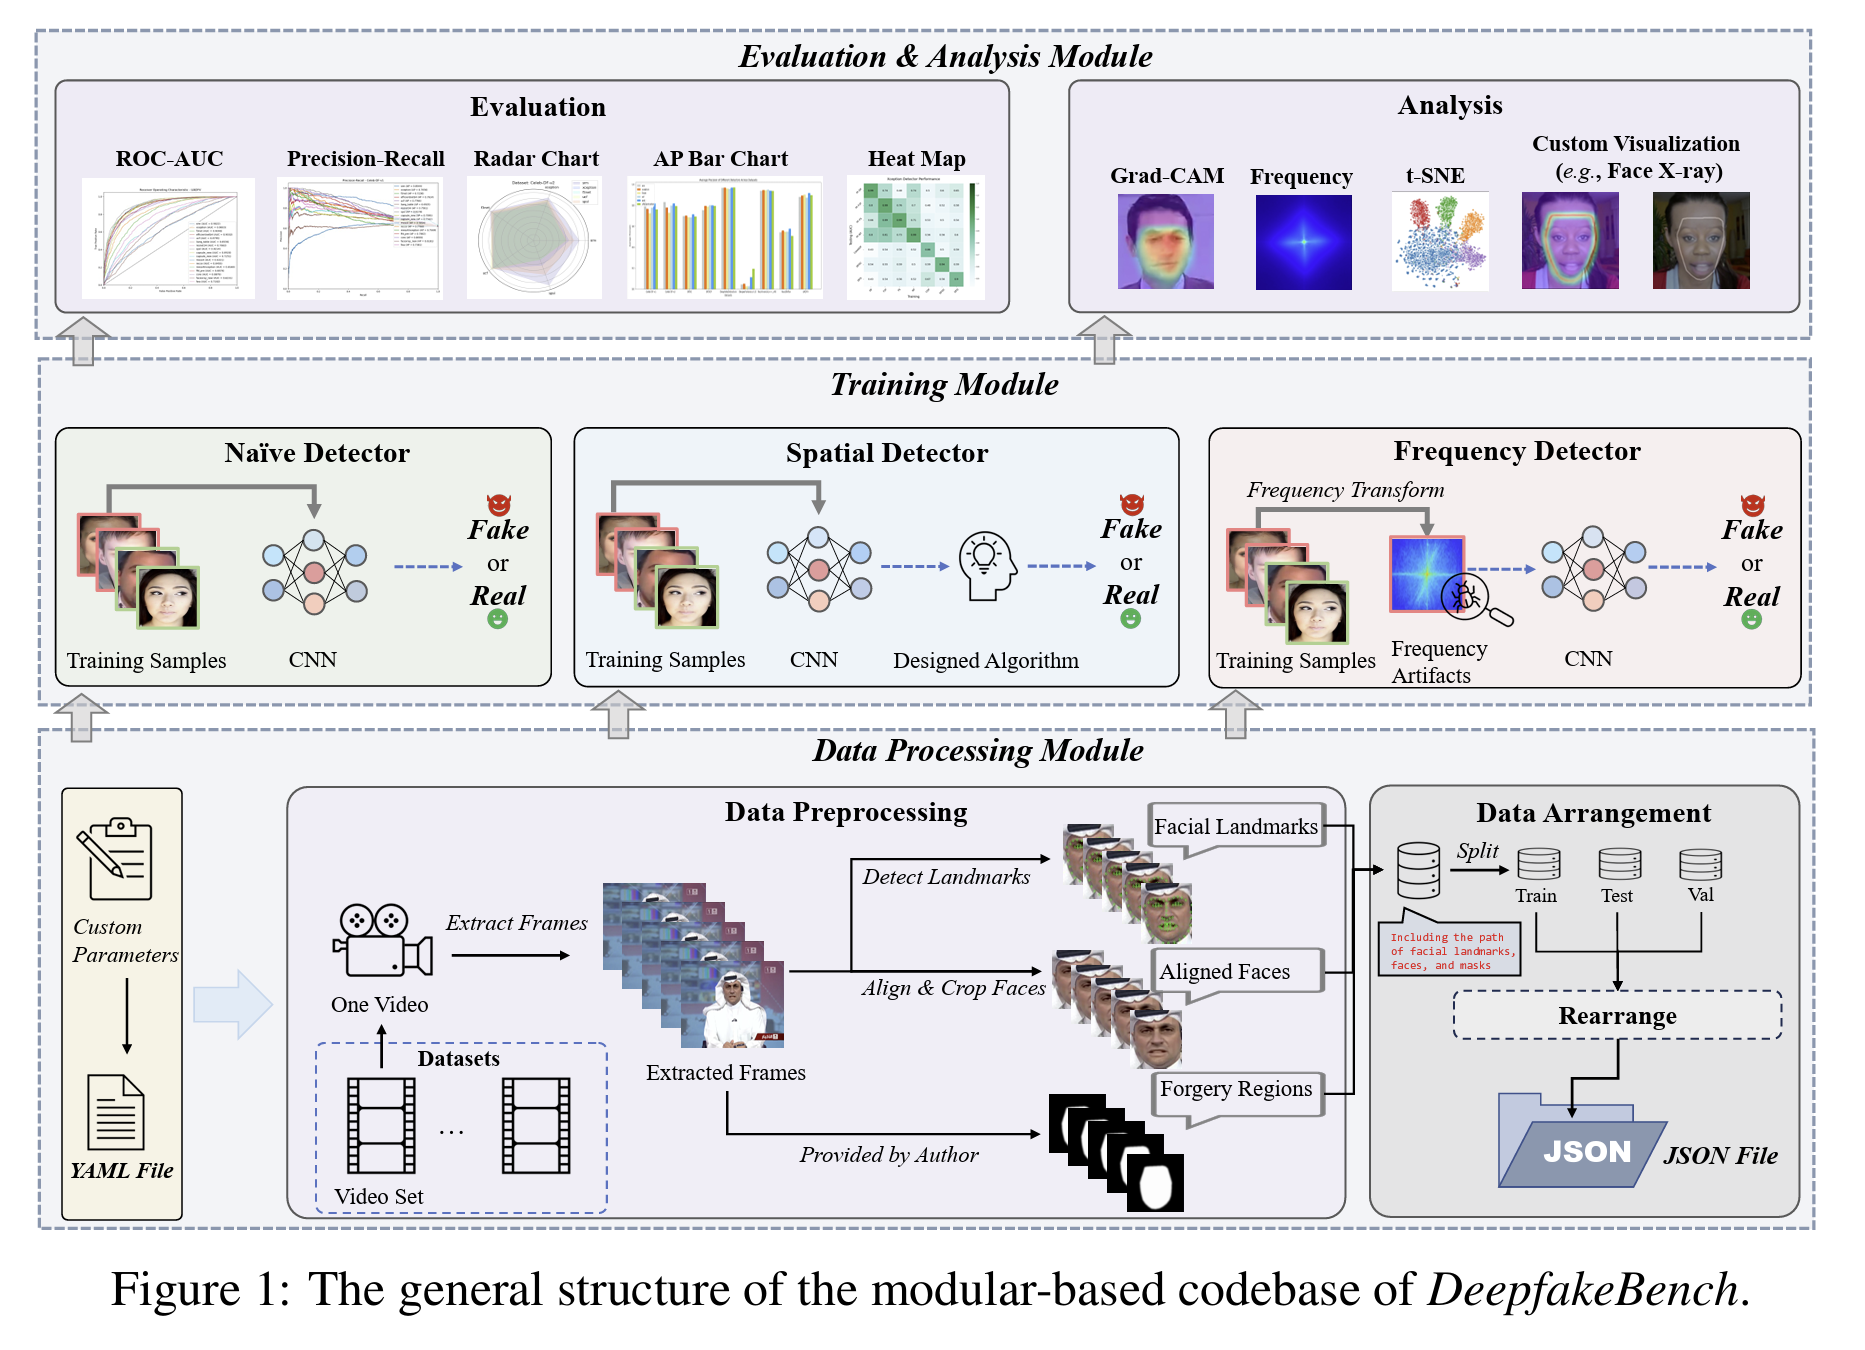 Evaluation & Analysis Module
Evaluation
ROC-AUC
Precision-Recall
Radar Chart
AP Bar Chart
Heat Map
Analysis
Grad-CAM
Frequency
t-SNE
Custom Visualization
(e.g., Face X-ray)
Training Module
Naïve Detector
Fake
or
Real
Training Samples
CNN
Spatial Detector
Fake
or
Real
Training Samples
CNN
Designed Algorithm
Frequency Detector
Frequency Transform
Fake
or
Real
Training Samples
Frequency
Artifacts
CNN
Data Processing Module
Custom
Parameters
YAML File
Data Preprocessing
One Video
Extract Frames
Datasets
...
Video Set
Extracted Frames
Detect Landmarks
Align & Crop Faces
Provided by Author
Facial Landmarks
Aligned Faces
Forgery Regions
Data Arrangement
Split
Train
Test
Val
Including the path
of facial landmarks,
faces, and masks
Rearrange
JSON
JSON File
Figure 1: The general structure of the modular-based codebase of DeepfakeBench.